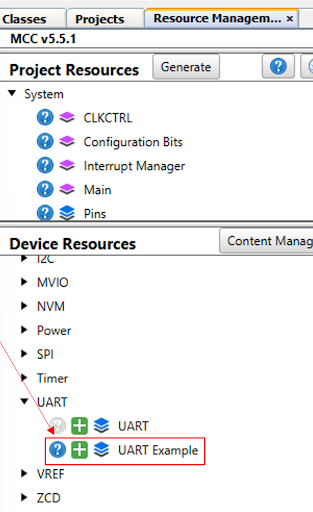 Classes Projects Resource Managem... ×
MCC v5.5.1
Project Resources Generate ?
System
? CLKCTRL
? Configuration Bits
? Interrupt Manager
? Main
? Pins
Device Resources Content Manag
I2C
MVIO
NVM
Power
SPI
Timer
UART
? + UART
? + UART Example
VREF
ZCD